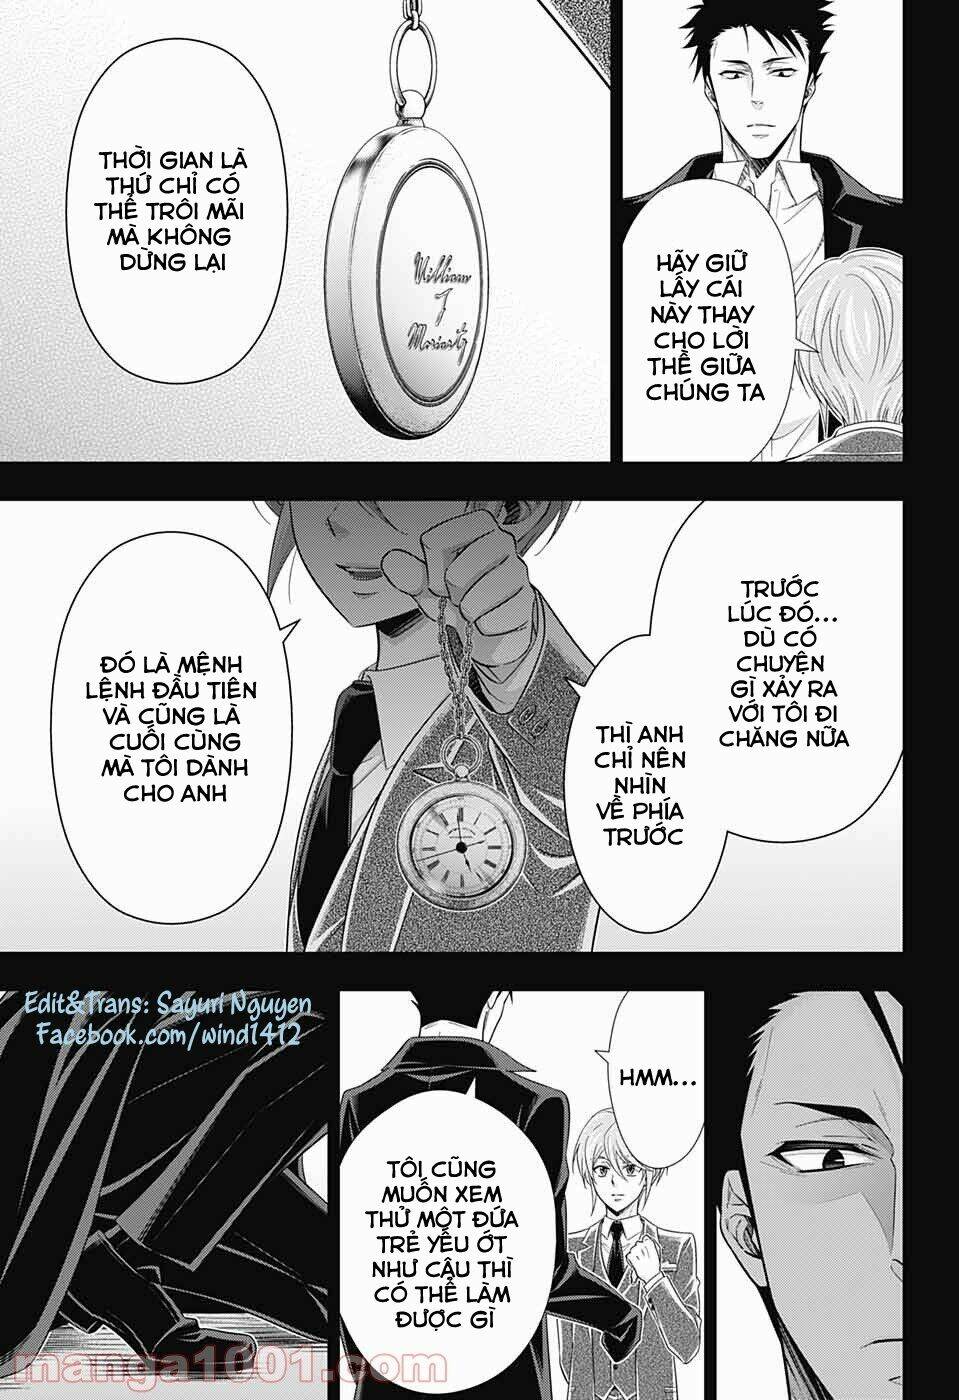 HÃY GIỮ
LẤY CÁI
NÀY THAY
CHO LỜI
THỀ GIỮA
CHÚNG TA
THỜI GIAN LÀ
THỨ CHỈ CÓ
THỂ TRÔI MÃI
MÀ KHÔNG
DỪNG LẠI
William
J
Moriarty
TRƯỚC
LÚC ĐÓ...
DÙ CÓ
CHUYỆN
GÌ XẢY RA
VỚI TÔI ĐI
CHĂNG NỮA
THÌ ANH
CHỈ NÊN
NHÌN
VỀ PHÍA
TRƯỚC
ĐÓ LÀ MỆNH
LỆNH ĐẦU TIÊN
VÀ CŨNG LÀ
CUỐI CÙNG
MÀ TÔI DÀNH
CHO ANH
HMM...
TÔI CŨNG
MUỐN XEM
THỬ MỘT ĐỨA
TRẺ YẾU ỚT
NHƯ CẬU THÌ
CÓ THỂ LÀM
ĐƯỢC GÌ
Edit&Trans: Sayuri Nguyen
Facebook.com/wind1412
manga1001.com